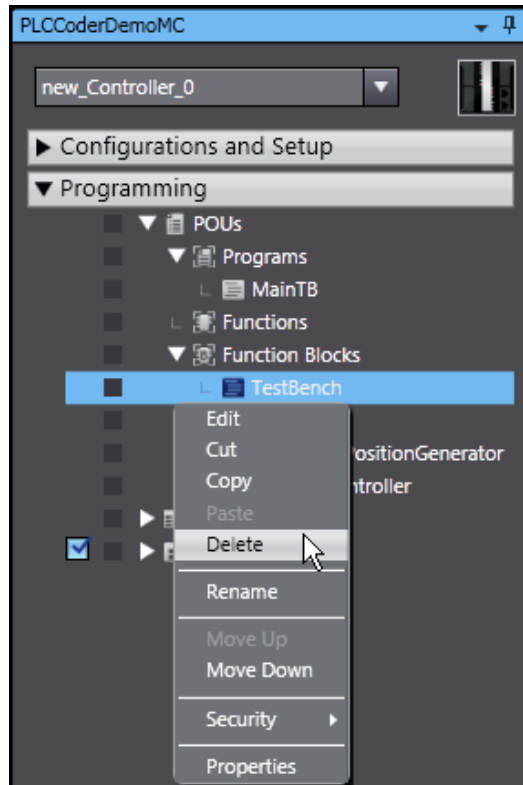 PLCCoderDemoMC
new_Controller_0
Configurations and Setup
Programming
POUs
Programs
MainTB
Functions
Function Blocks
TestBench
Edit
Cut
ositionGenerator
Copy
ntroller
Paste
Delete
Rename
Move Up
Move Down
Security
Properties